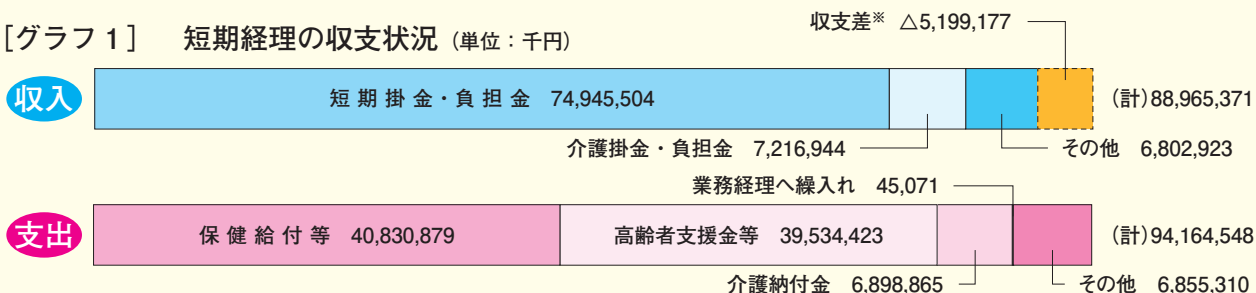 収支差※ △5,199,177
［グラフ1］ 短期経理の収支状況（単位：千円）
収入 短期掛金・負担金 74,945,504 （計）88,965,371
介護掛金・負担金 7,216,944 その他 6,802,923
業務経理へ繰入れ 45,071
支出 保健給付等 40,830,879 高齢者支援金等 39,534,423 （計）94,164,548
介護納付金 6,898,865 その他 6,855,310